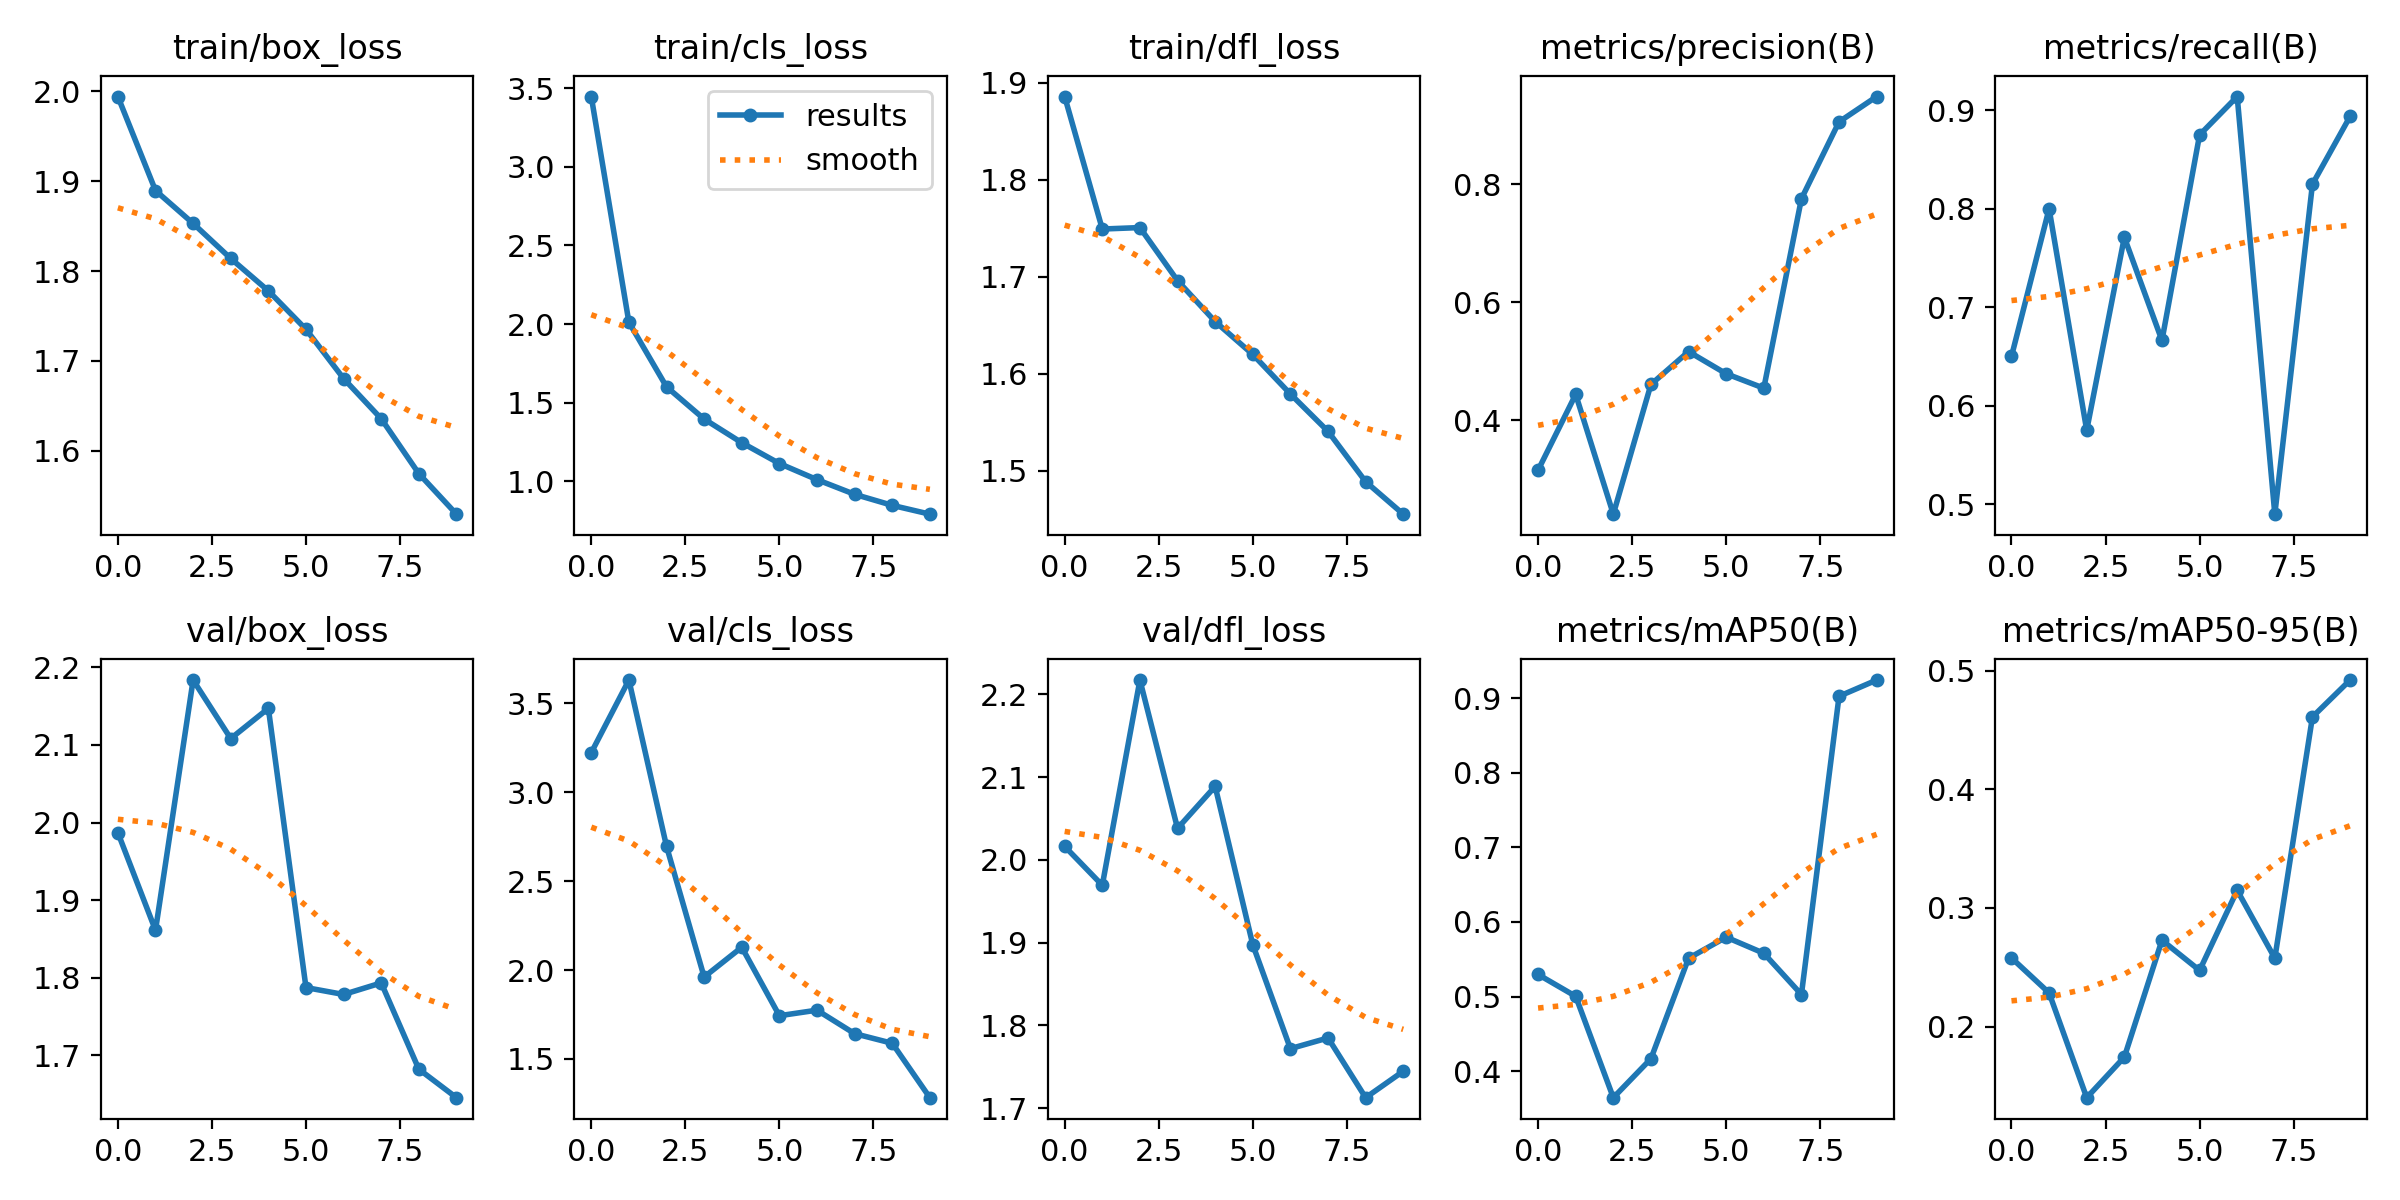 train/box_loss
2.0
1.9
1.8
1.7
1.6
0.0 2.5 5.0 7.5
train/cls_loss
results
smooth
3.5
3.0
2.5
2.0
1.5
1.0
0.0 2.5 5.0 7.5
train/dfl_loss
1.9
1.8
1.7
1.6
1.5
0.0 2.5 5.0 7.5
metrics/precision(B)
0.8
0.6
0.4
0.0 2.5 5.0 7.5
metrics/recall(B)
0.9
0.8
0.7
0.6
0.5
0.0 2.5 5.0 7.5
val/box_loss
2.2
2.1
2.0
1.9
1.8
1.7
0.0 2.5 5.0 7.5
val/cls_loss
3.5
3.0
2.5
2.0
1.5
0.0 2.5 5.0 7.5
val/dfl_loss
2.2
2.1
2.0
1.9
1.8
1.7
0.0 2.5 5.0 7.5
metrics/mAP50(B)
0.9
0.8
0.7
0.6
0.5
0.4
0.0 2.5 5.0 7.5
metrics/mAP50-95(B)
0.5
0.4
0.3
0.2
0.0 2.5 5.0 7.5